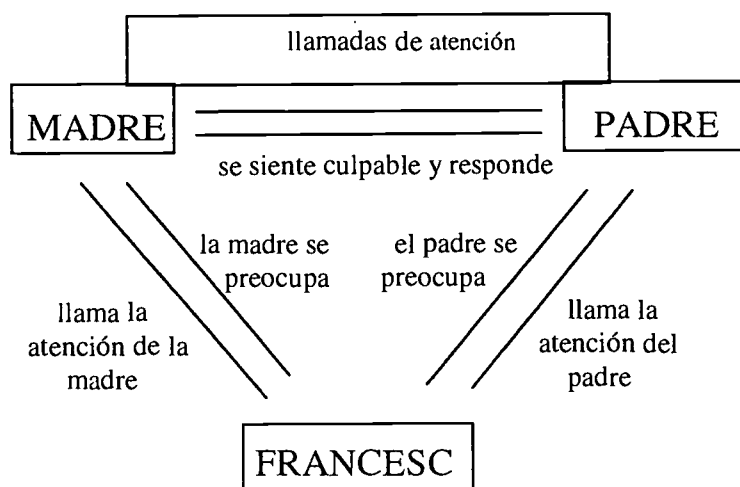 llamadas de atención
MADRE
PADRE
se siente culpable y responde
la madre se
preocupa
el padre se
preocupa
llama la
atención de la
madre
llama la
atención del
padre
FRANCESC